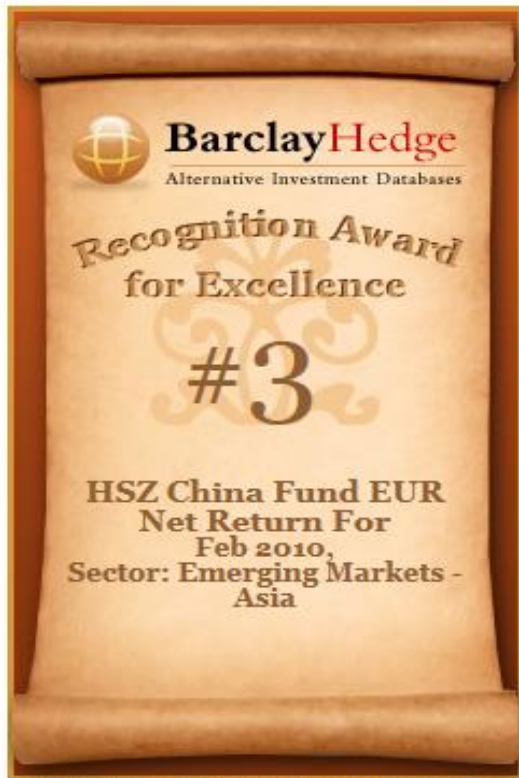 BarclayHedge
Alternative Investment Databases
Recognition Award
for Excellence
#3
HSZ China Fund EUR
Net Return For
Feb 2010,
Sector: Emerging Markets -
Asia